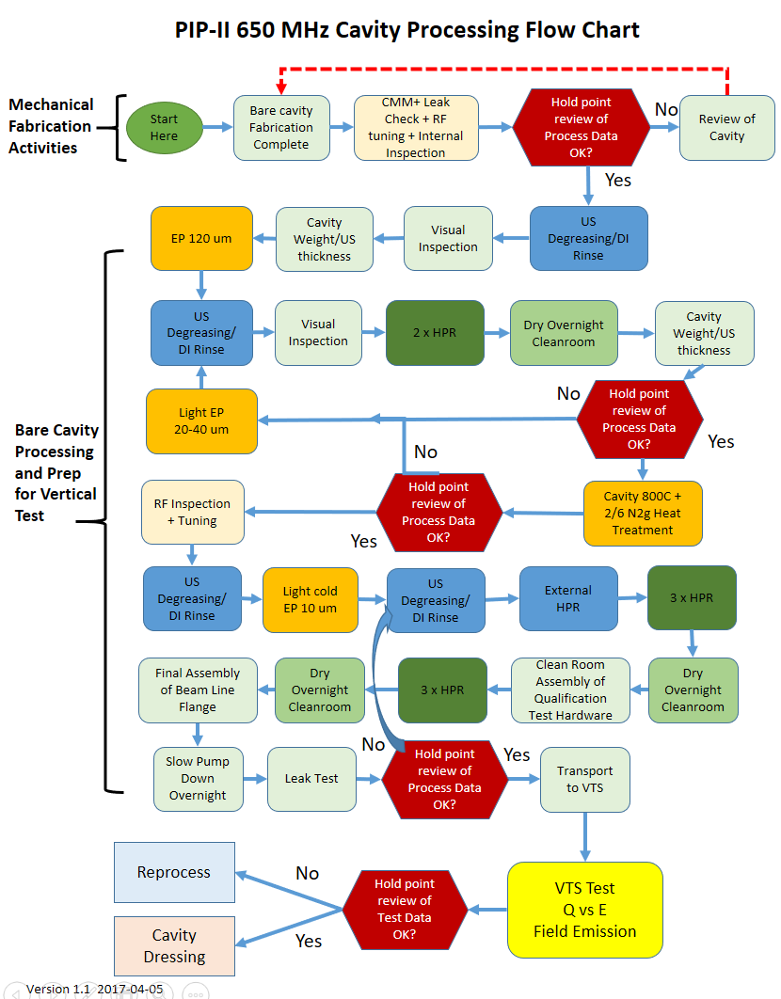 PIP-II 650 MHz Cavity Processing Flow Chart
Mechanical
Fabrication
Activities
Start
Here
Bare cavity
Fabrication
Complete
CMM+ Leak
Check + RF
tuning + Internal
Inspection
Hold point
review of
Process Data
OK?
No
Review of
Cavity
Yes
EP 120 um
Cavity
Weight/US
thickness
Visual
Inspection
US
Degreasing/DI
Rinse
US
Degreasing/
DI Rinse
Visual
Inspection
2 x HPR
Dry Overnight
Cleanroom
Cavity
Weight/US
thickness
Light EP
20-40 um
No
Hold point
review of
Process Data
OK?
Yes
Bare Cavity
Processing
and Prep
for Vertical
Test
No
RF Inspection
+ Tuning
Yes
Hold point
review of
Process Data
OK?
Cavity 800C +
2/6 N2g Heat
Treatment
US
Degreasing/
DI Rinse
Light cold
EP 10 um
US
Degreasing/
DI Rinse
External
HPR
3 x HPR
Final Assembly
of Beam Line
Flange
Dry
Overnight
Cleanroom
3 x HPR
Clean Room
Assembly of
Qualification
Test Hardware
Dry
Overnight
Cleanroom
Slow Pump
Down
Overnight
Leak Test
No
Hold point
review of
Process Data
OK?
Yes
Transport
to VTS
Reprocess
No
Hold point
review of
Test Data
OK?
VTS Test
Q vs E
Field Emission
Cavity
Dressing
Yes
Version 1.1 2017-04-05